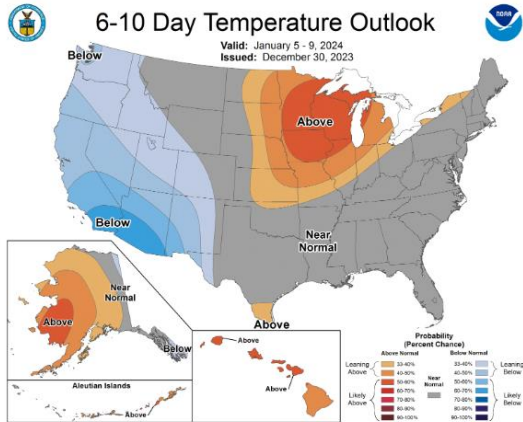 6-10 Day Temperature Outlook
Valid: January 5 - 9, 2024
Issued: December 30, 2023
NOAA
Below
Above
Below
Near
Normal
Above
Near
Normal
Above
Below
Aleutian Islands
Above
Above
Above
Probability
(Percent Chance)
Above Normal
Below Normal
Leaning
Above
Likely
Above
33-40%
40-50%
50-60%
60-70%
70-80%
80-90%
90-100%
Near
Normal
33-40%
40-50%
50-60%
60-70%
70-80%
80-90%
90-100%
Leaning
Below
Likely
Below